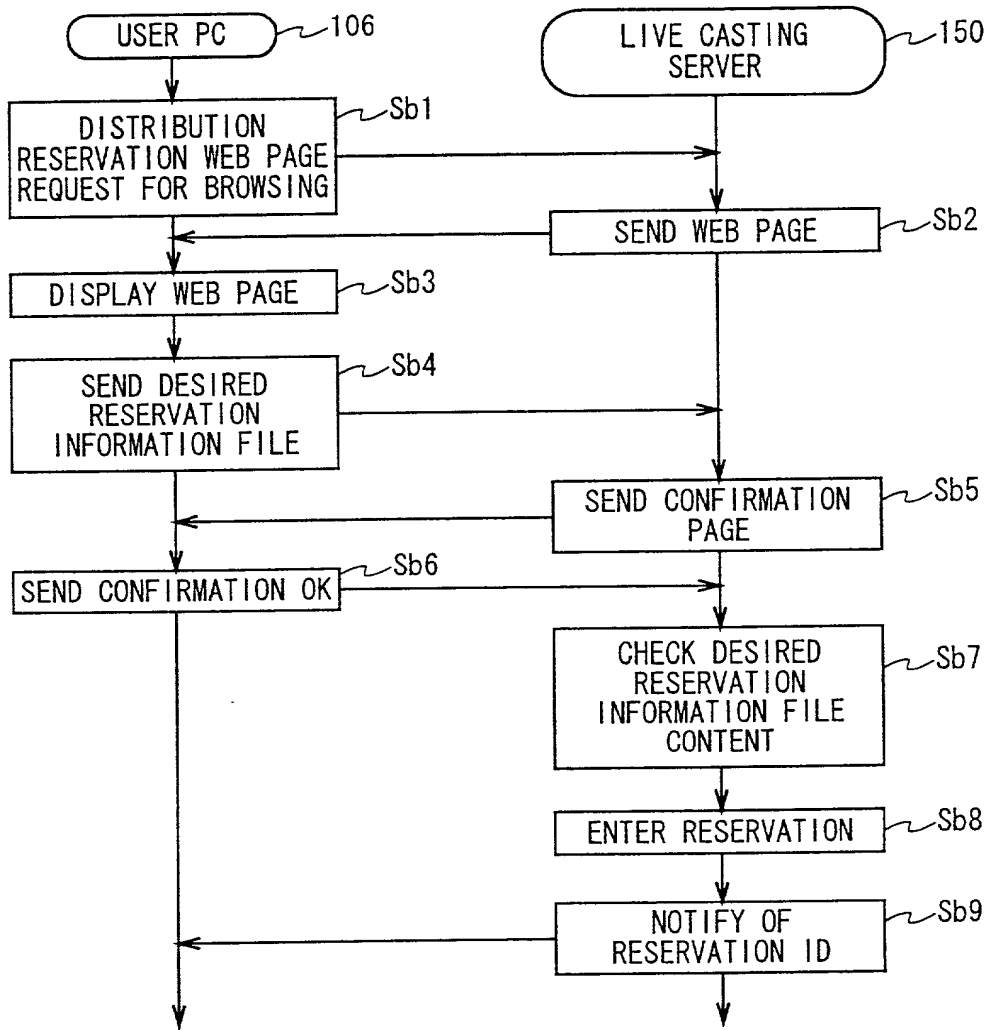 USER PC
106
LIVE CASTING
SERVER
150
Sb1
DISTRIBUTION
RESERVATION WEB PAGE
REQUEST FOR BROWSING
SEND WEB PAGE
Sb2
DISPLAY WEB PAGE
Sb3
SEND DESIRED
RESERVATION
INFORMATION FILE
Sb4
SEND CONFIRMATION
PAGE
Sb5
SEND CONFIRMATION OK
Sb6
CHECK DESIRED
RESERVATION
INFORMATION FILE
CONTENT
Sb7
ENTER RESERVATION
Sb8
NOTIFY OF
RESERVATION ID
Sb9